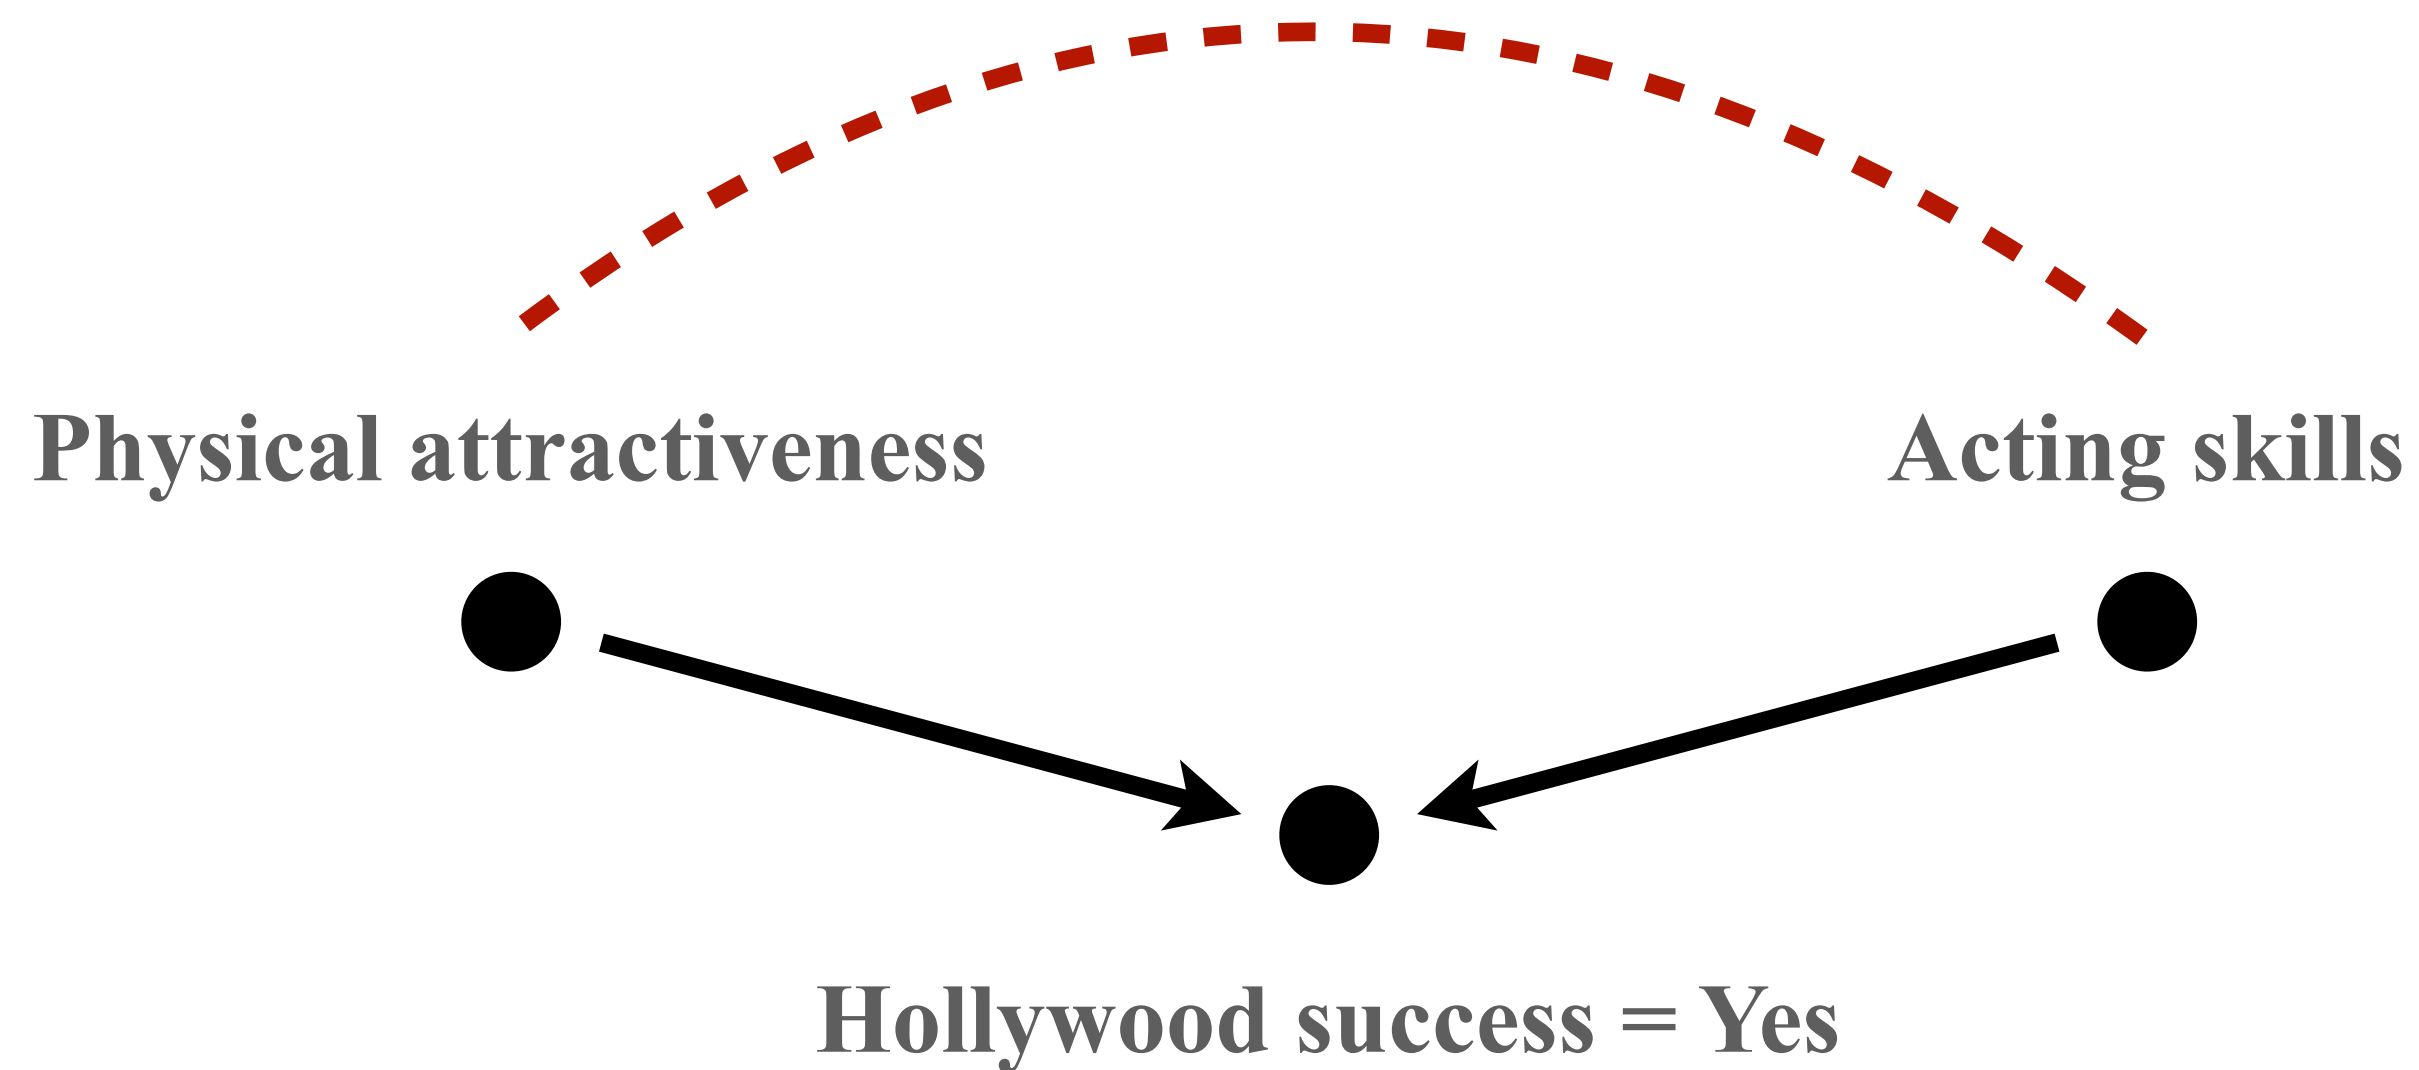 Physical attractiveness
Acting skills
Hollywood success = Yes